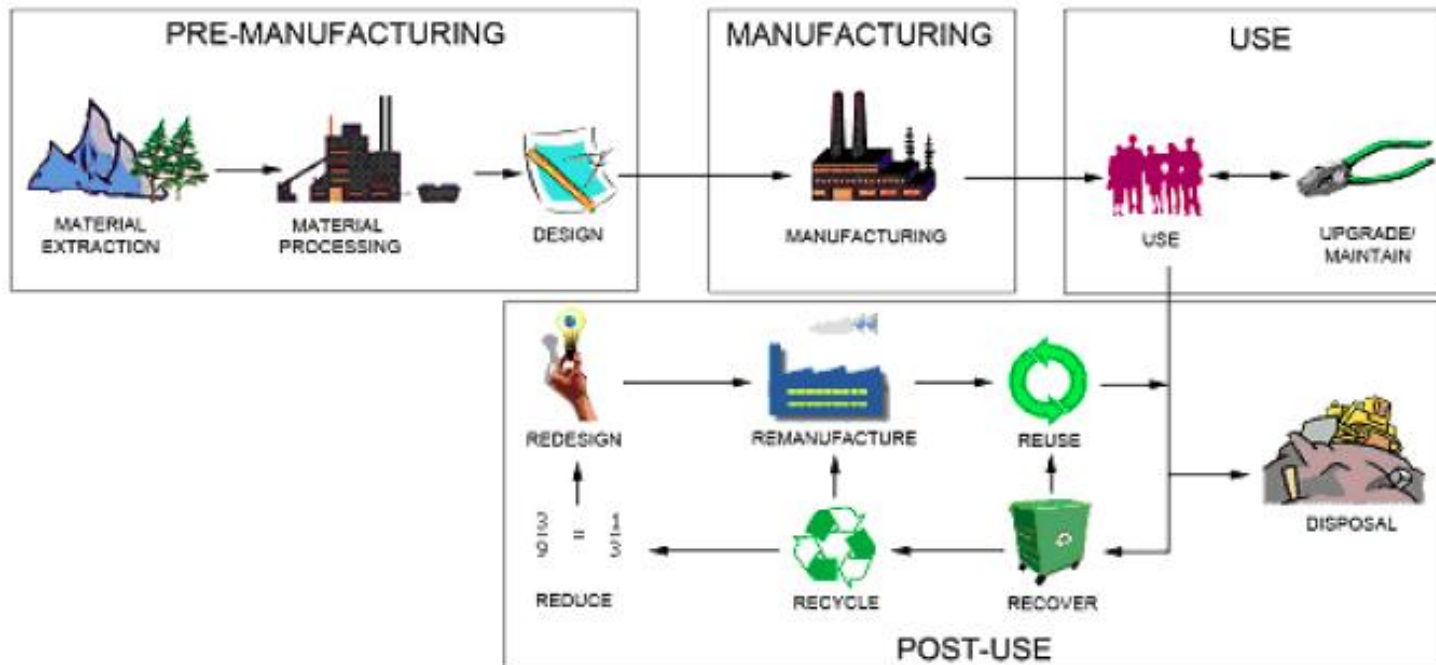 PRE-MANUFACTURING
MATERIAL
EXTRACTION
MATERIAL
PROCESSING
DESIGN
MANUFACTURING
MANUFACTURING
USE
USE
UPGRADE/
MAINTAIN
REDESIGN
REMANUFACTURE
REUSE
DISPOSAL
3 = 1
9 3
REDUCE
RECYCLE
RECOVER
POST-USE